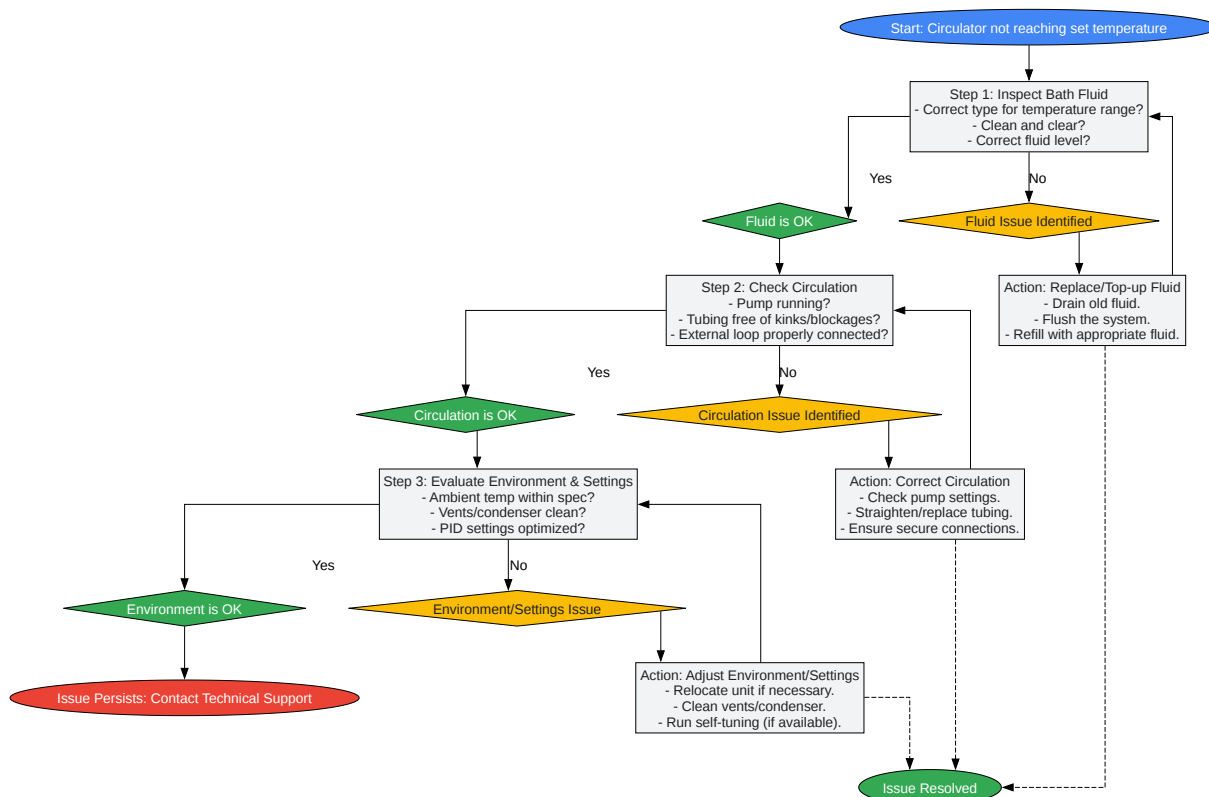 Start: Circulator not reaching set temperature
Step 1: Inspect Bath Fluid
- Correct type for temperature range?
- Clean and clear?
- Correct fluid level?
Yes
No
Fluid is OK
Fluid Issue Identified
Step 2: Check Circulation
- Pump running?
- Tubing free of kinks/blockages?
- External loop properly connected?
Action: Replace/Top-up Fluid
- Drain old fluid.
- Flush the system.
- Refill with appropriate fluid.
Yes
No
Circulation is OK
Circulation Issue Identified
Step 3: Evaluate Environment & Settings
- Ambient temp within spec?
- Vents/condenser clean?
- PID settings optimized?
Action: Correct Circulation
- Check pump settings.
- Straighten/replace tubing.
- Ensure secure connections.
Yes
No
Environment is OK
Environment/Settings Issue
Issue Persists: Contact Technical Support
Action: Adjust Environment/Settings
- Relocate unit if necessary.
- Clean vents/condenser.
- Run self-tuning (if available).
Issue Resolved